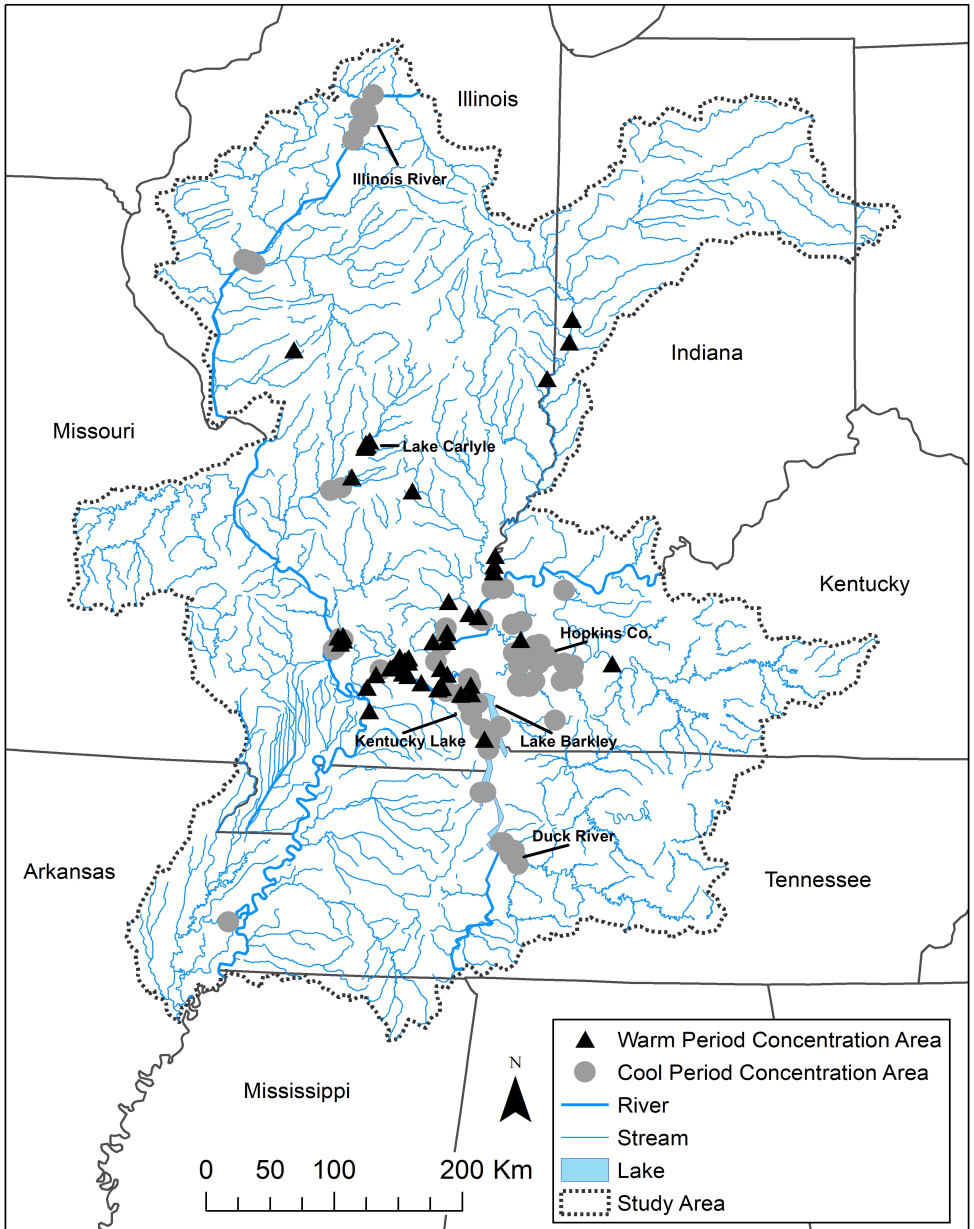 Illinois
Illinois River
Indiana
Missouri
Lake Carlyle
Kentucky
Hopkins Co.
Kentucky Lake
Lake Barkley
Duck River
Arkansas
Tennessee
Mississippi
N
0 50 100 200 Km
Warm Period Concentration Area
Cool Period Concentration Area
River
Stream
Lake
Study Area